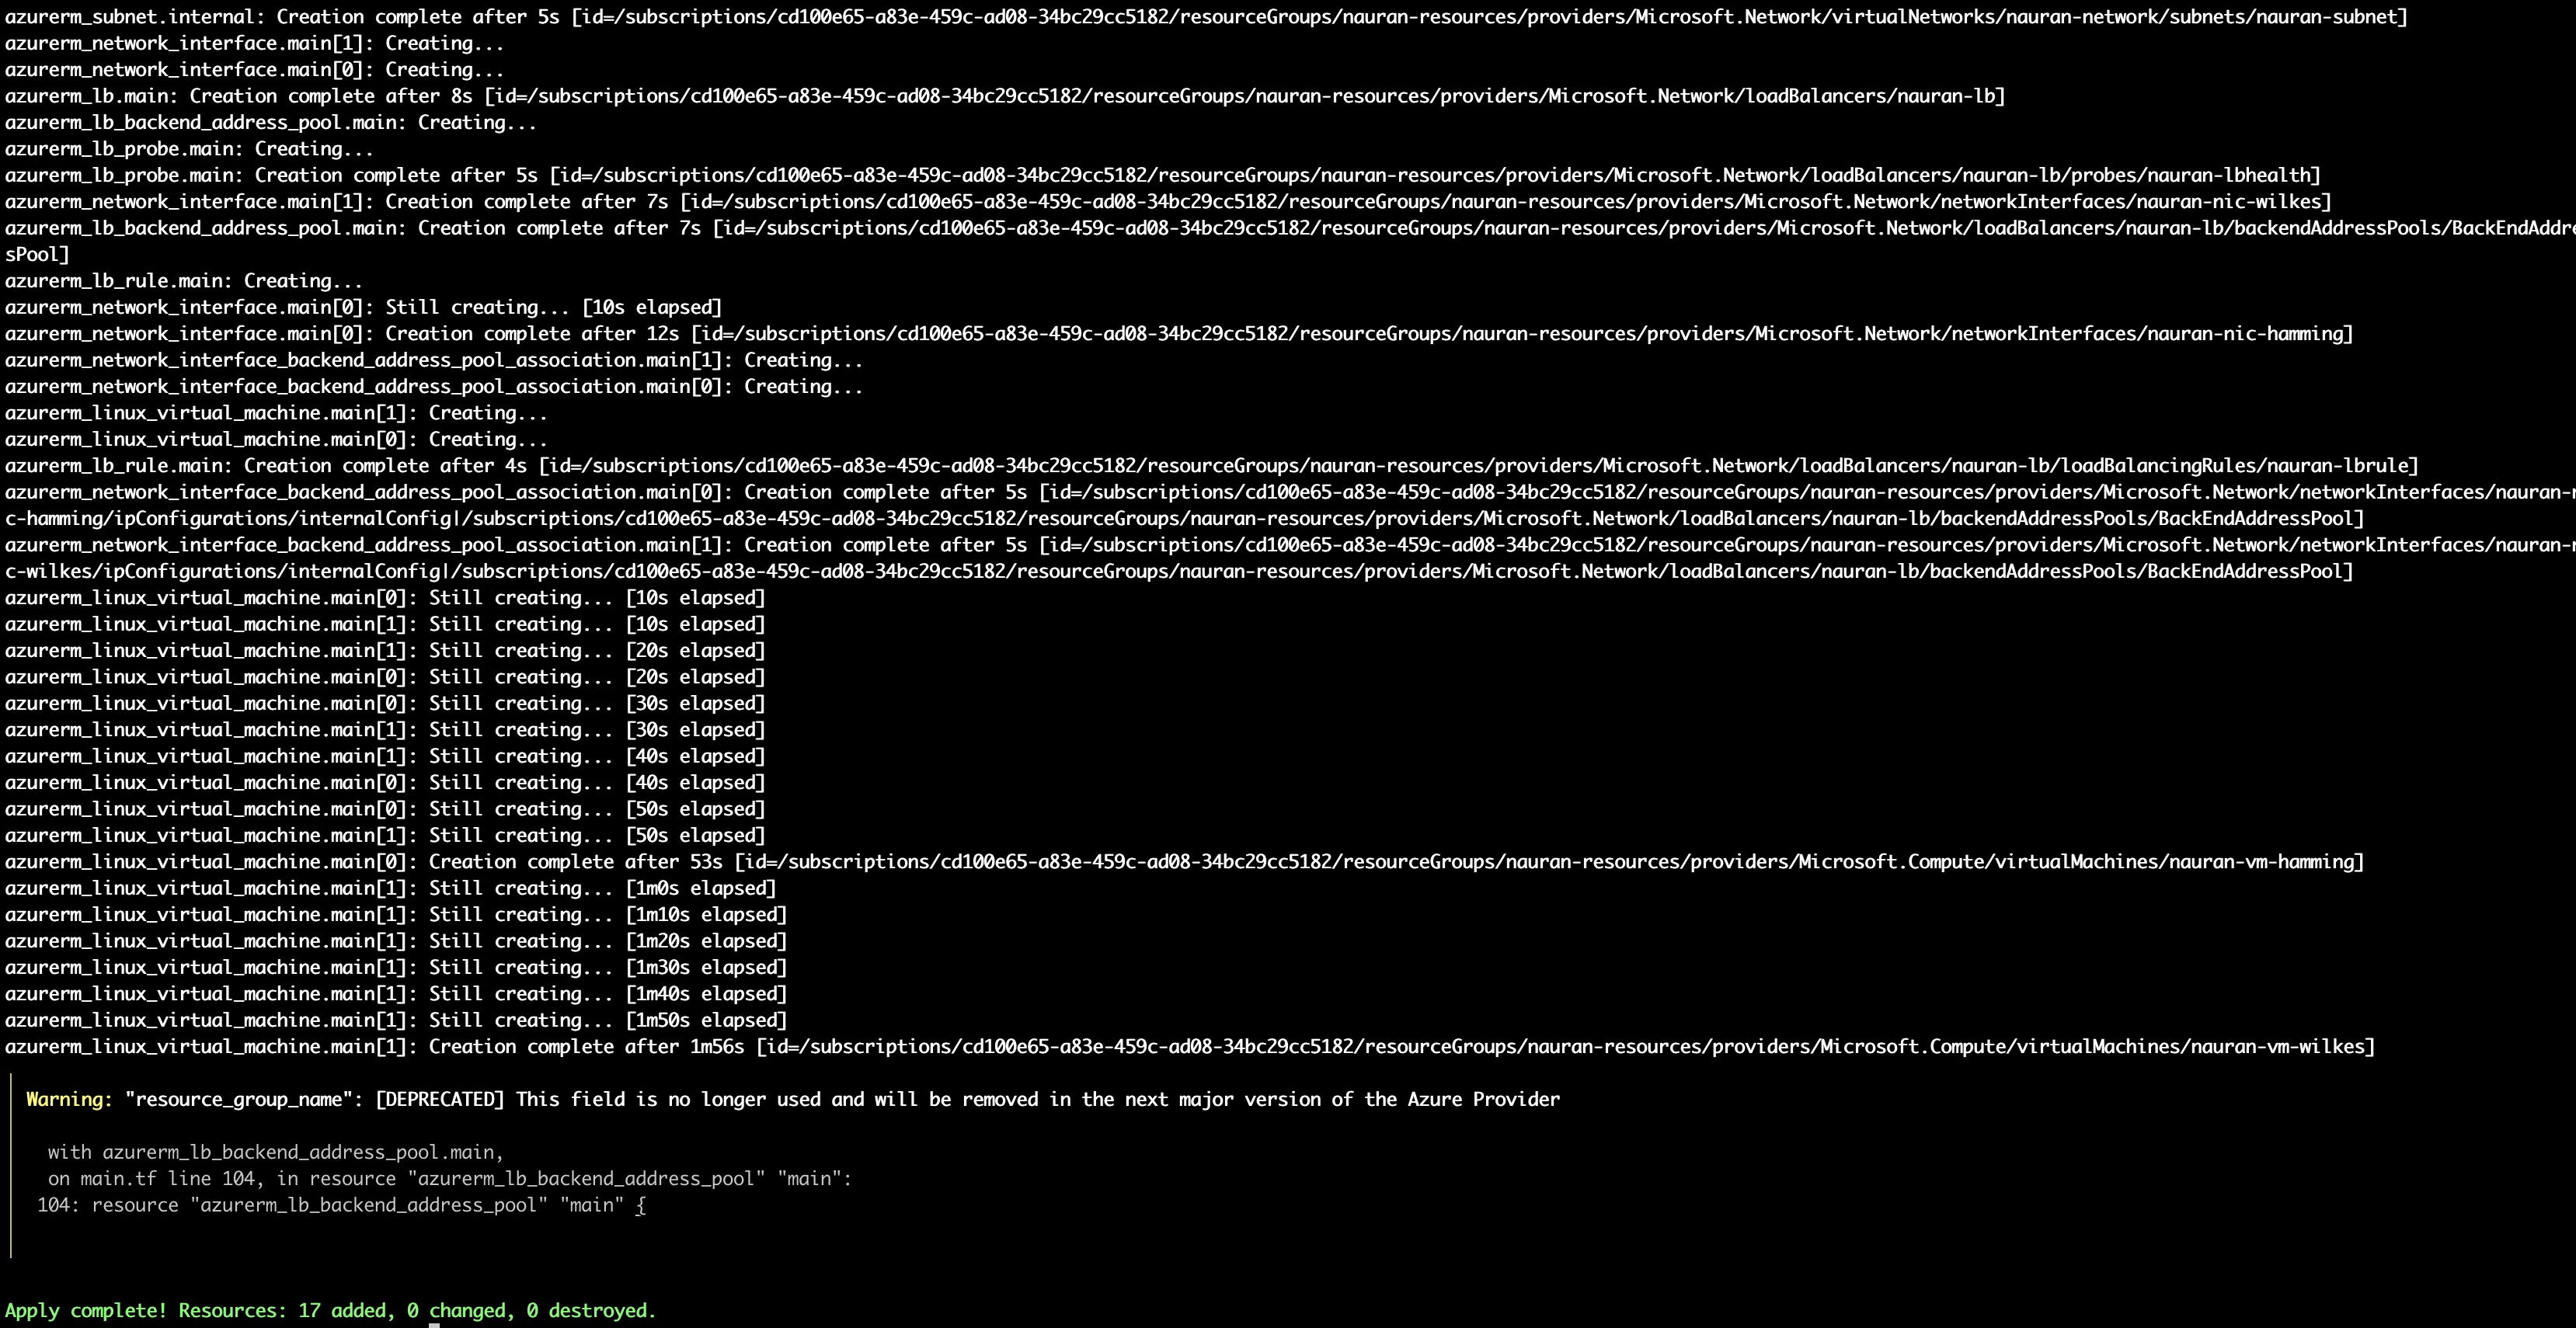 azurerm_subnet.internal: Creation complete after 5s [id=/subscriptions/cd100e65-a83e-459c-ad08-34bc29cc5182/resourceGroups/nauran-resources/providers/Microsoft.Network/virtualNetworks/nauran-network/subnets/nauran-subnet]
azurerm_network_interface.main[1]: Creating...
azurerm_network_interface.main[0]: Creating...
azurerm_lb.main: Creation complete after 8s [id=/subscriptions/cd100e65-a83e-459c-ad08-34bc29cc5182/resourceGroups/nauran-resources/providers/Microsoft.Network/loadBalancers/nauran-lb]
azurerm_lb_backend_address_pool.main: Creating...
azurerm_lb_probe.main: Creating...
azurerm_lb_probe.main: Creation complete after 5s [id=/subscriptions/cd100e65-a83e-459c-ad08-34bc29cc5182/resourceGroups/nauran-resources/providers/Microsoft.Network/loadBalancers/nauran-lb/probes/nauran-lbhealth]
azurerm_network_interface.main[1]: Creation complete after 7s [id=/subscriptions/cd100e65-a83e-459c-ad08-34bc29cc5182/resourceGroups/nauran-resources/providers/Microsoft.Network/networkInterfaces/nauran-nic-wilkes]
azurerm_lb_backend_address_pool.main: Creation complete after 7s [id=/subscriptions/cd100e65-a83e-459c-ad08-34bc29cc5182/resourceGroups/nauran-resources/providers/Microsoft.Network/loadBalancers/nauran-lb/backendAddressPools/BackEndAddre
sPool]
azurerm_lb_rule.main: Creating...
azurerm_network_interface.main[0]: Still creating... [10s elapsed]
azurerm_network_interface.main[0]: Creation complete after 12s [id=/subscriptions/cd100e65-a83e-459c-ad08-34bc29cc5182/resourceGroups/nauran-resources/providers/Microsoft.Network/networkInterfaces/nauran-nic-hamming]
azurerm_network_interface_backend_address_pool_association.main[1]: Creating...
azurerm_network_interface_backend_address_pool_association.main[0]: Creating...
azurerm_linux_virtual_machine.main[1]: Creating...
azurerm_linux_virtual_machine.main[0]: Creating...
azurerm_lb_rule.main: Creation complete after 4s [id=/subscriptions/cd100e65-a83e-459c-ad08-34bc29cc5182/resourceGroups/nauran-resources/providers/Microsoft.Network/loadBalancers/nauran-lb/loadBalancingRules/nauran-lbrule]
azurerm_network_interface_backend_address_pool_association.main[0]: Creation complete after 5s [id=/subscriptions/cd100e65-a83e-459c-ad08-34bc29cc5182/resourceGroups/nauran-resources/providers/Microsoft.Network/networkInterfaces/nauran-
c-hamming/ipConfigurations/internalConfig|/subscriptions/cd100e65-a83e-459c-ad08-34bc29cc5182/resourceGroups/nauran-resources/providers/Microsoft.Network/loadBalancers/nauran-lb/backendAddressPools/BackEndAddressPool]
azurerm_network_interface_backend_address_pool_association.main[1]: Creation complete after 5s [id=/subscriptions/cd100e65-a83e-459c-ad08-34bc29cc5182/resourceGroups/nauran-resources/providers/Microsoft.Network/networkInterfaces/nauran-
c-wilkes/ipConfigurations/internalConfig|/subscriptions/cd100e65-a83e-459c-ad08-34bc29cc5182/resourceGroups/nauran-resources/providers/Microsoft.Network/loadBalancers/nauran-lb/backendAddressPools/BackEndAddressPool]
azurerm_linux_virtual_machine.main[0]: Still creating... [10s elapsed]
azurerm_linux_virtual_machine.main[1]: Still creating... [10s elapsed]
azurerm_linux_virtual_machine.main[1]: Still creating... [20s elapsed]
azurerm_linux_virtual_machine.main[0]: Still creating... [20s elapsed]
azurerm_linux_virtual_machine.main[0]: Still creating... [30s elapsed]
azurerm_linux_virtual_machine.main[1]: Still creating... [30s elapsed]
azurerm_linux_virtual_machine.main[1]: Still creating... [40s elapsed]
azurerm_linux_virtual_machine.main[0]: Still creating... [40s elapsed]
azurerm_linux_virtual_machine.main[0]: Still creating... [50s elapsed]
azurerm_linux_virtual_machine.main[1]: Still creating... [50s elapsed]
azurerm_linux_virtual_machine.main[0]: Creation complete after 53s [id=/subscriptions/cd100e65-a83e-459c-ad08-34bc29cc5182/resourceGroups/nauran-resources/providers/Microsoft.Compute/virtualMachines/nauran-vm-hamming]
azurerm_linux_virtual_machine.main[1]: Still creating... [1m0s elapsed]
azurerm_linux_virtual_machine.main[1]: Still creating... [1m10s elapsed]
azurerm_linux_virtual_machine.main[1]: Still creating... [1m20s elapsed]
azurerm_linux_virtual_machine.main[1]: Still creating... [1m30s elapsed]
azurerm_linux_virtual_machine.main[1]: Still creating... [1m40s elapsed]
azurerm_linux_virtual_machine.main[1]: Still creating... [1m50s elapsed]
azurerm_linux_virtual_machine.main[1]: Creation complete after 1m56s [id=/subscriptions/cd100e65-a83e-459c-ad08-34bc29cc5182/resourceGroups/nauran-resources/providers/Microsoft.Compute/virtualMachines/nauran-vm-wilkes]
Warning: "resource_group_name": [DEPRECATED] This field is no longer used and will be removed in the next major version of the Azure Provider
with azurerm_lb_backend_address_pool.main,
on main.tf line 104, in resource "azurerm_lb_backend_address_pool" "main":
104: resource "azurerm_lb_backend_address_pool" "main" {
Apply complete! Resources: 17 added, 0 changed, 0 destroyed.